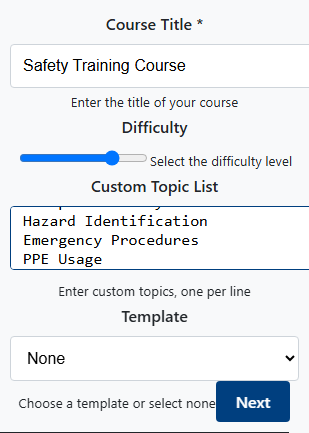 Course Title *
Safety Training Course
Enter the title of your course
Difficulty
Select the difficulty level
Custom Topic List
Hazard Identification
Emergency Procedures
PPE Usage
Enter custom topics, one per line
Template
None
Choose a template or select none
Next